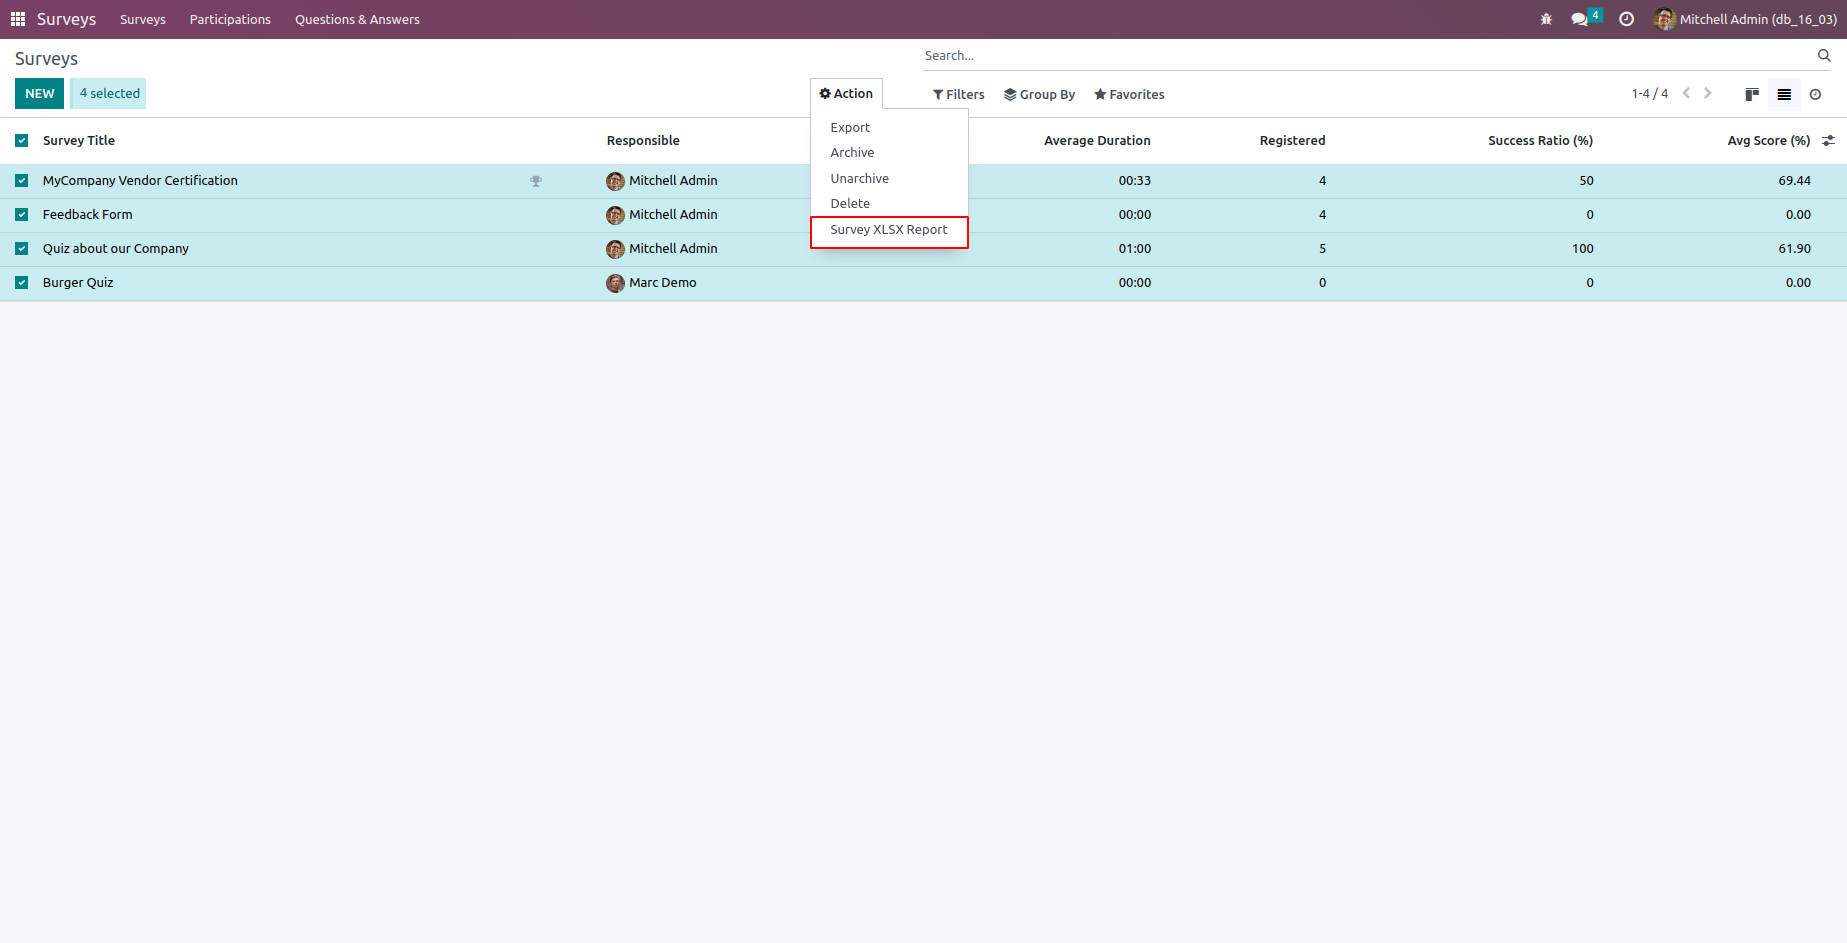 Surveys Surveys Participations Questions & Answers 4 Mitchell Admin (db_16_03)
Surveys Search...
NEW 4 selected Action Filters Group By Favorites 1-4 / 4
Export
Archive
Unarchive
Delete
Survey XLSX Report
Survey Title Responsible Average Duration Registered Success Ratio (%) Avg Score (%)
MyCompany Vendor Certification Mitchell Admin 00:33 4 50 69.44
Feedback Form Mitchell Admin 00:00 4 0 0.00
Quiz about our Company Mitchell Admin 01:00 5 100 61.90
Burger Quiz Marc Demo 00:00 0 0 0.00